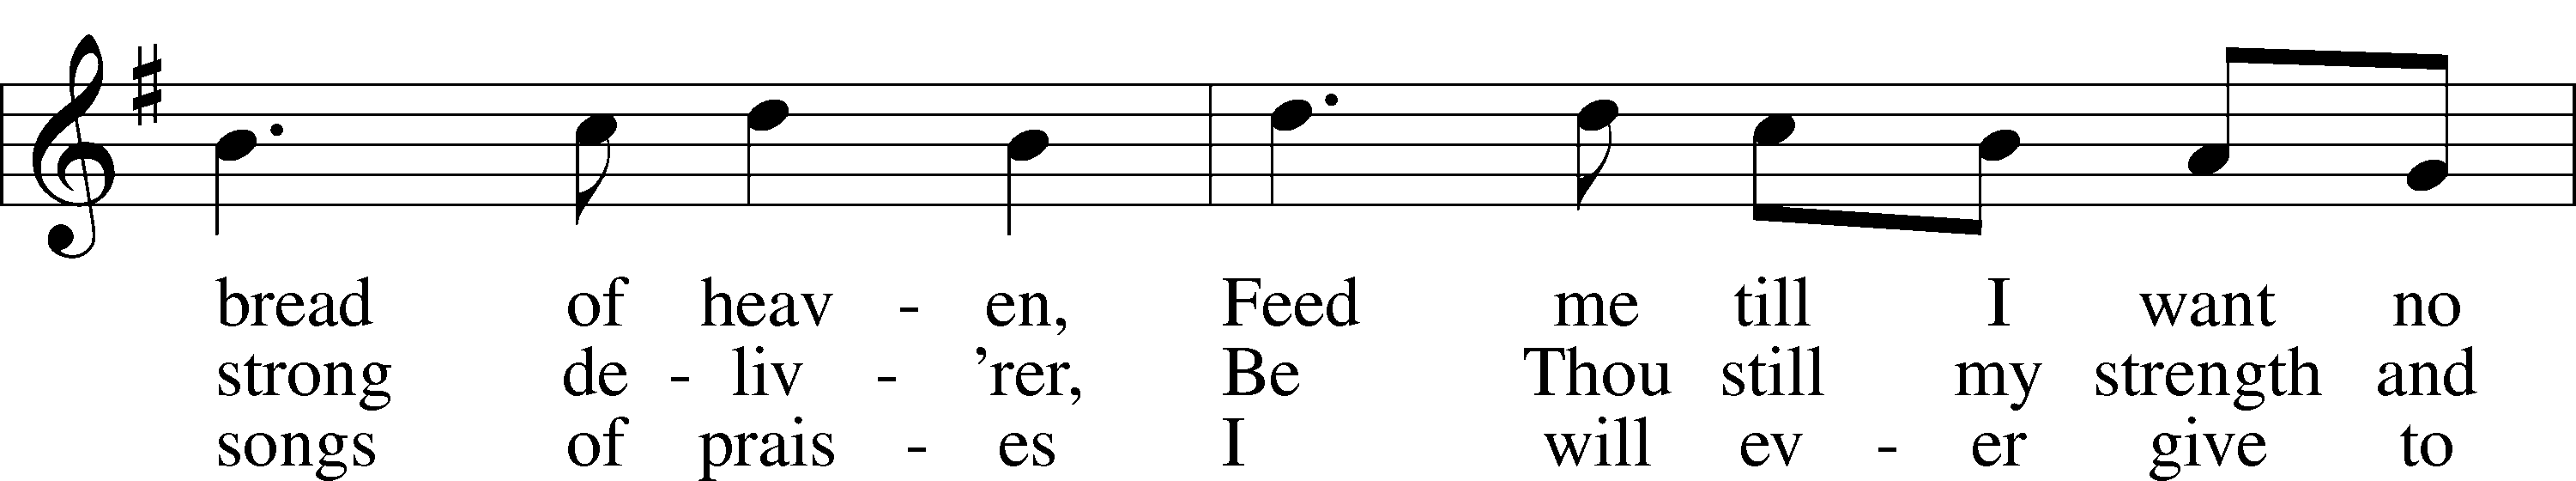 bread of heav - en, Feed me till I want no
strong de - liv - 'rer, Be Thou still my strength and
songs of prais - es I will ev - er give to